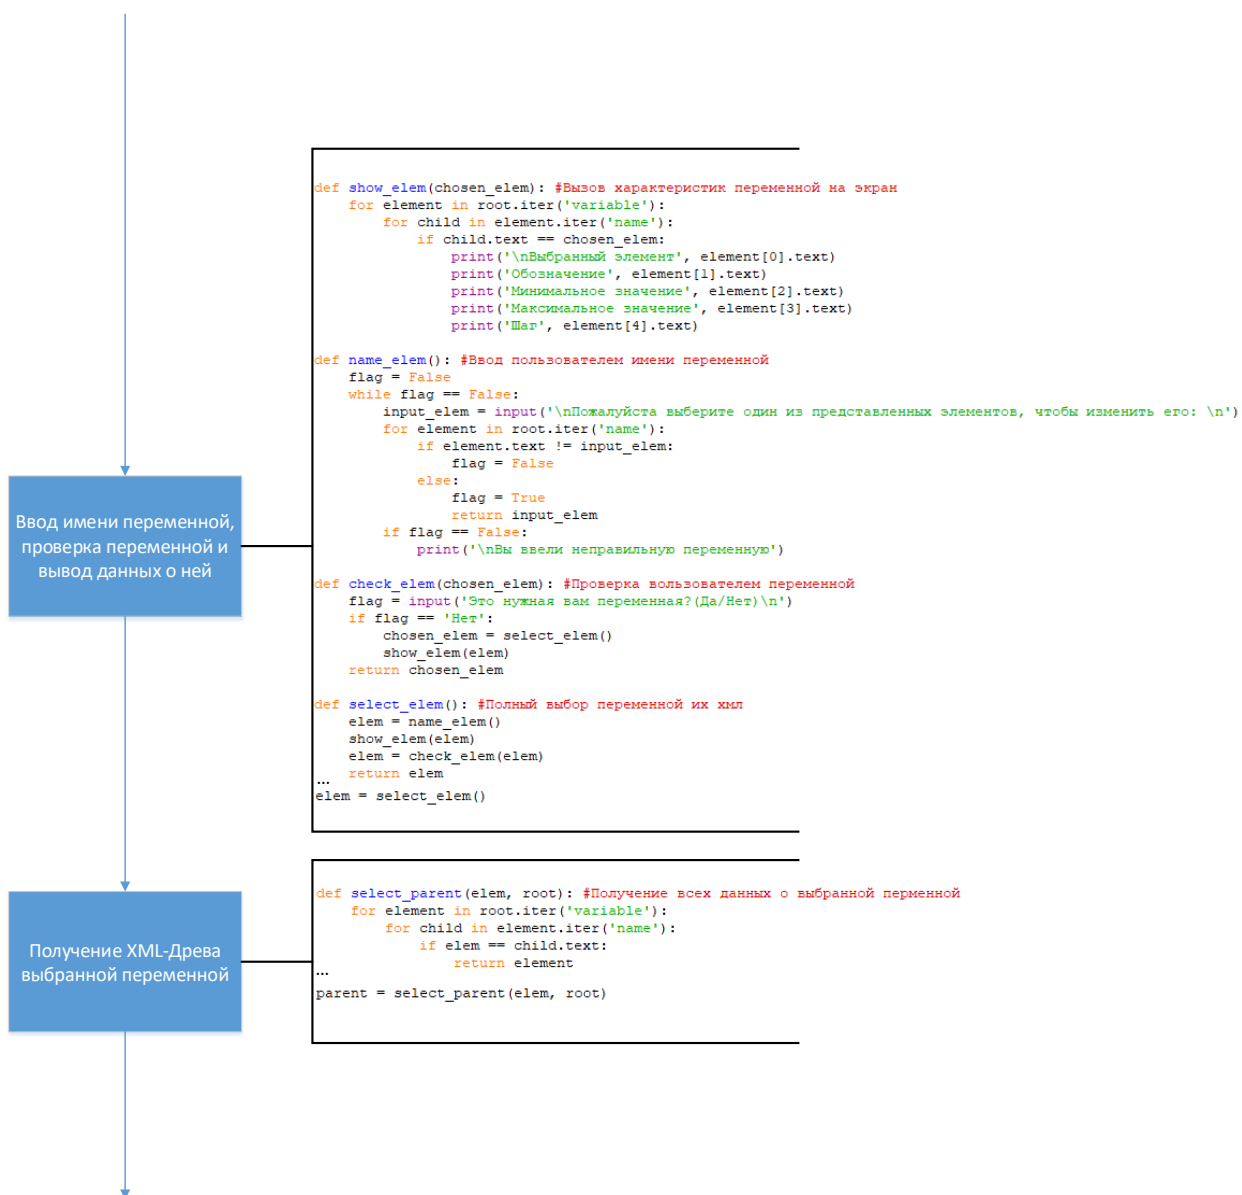 def show_elem(chosen_elem): #Вызов характеристик переменной на экран
    for element in root.iter('variable'):
        for child in element.iter('name'):
            if child.text == chosen_elem:
                print('\nВыбранный элемент', element[0].text)
                print('Обозначение', element[1].text)
                print('Минимальное значение', element[2].text)
                print('Максимальное значение', element[3].text)
                print('Шаг', element[4].text)
def name_elem(): #Ввод пользователем имени переменной
    flag = False
    while flag == False:
        input_elem = input('\nПожалуйста выберите один из представленных элементов, чтобы изменить его: \n')
        for element in root.iter('name'):
            if element.text != input_elem:
                flag = False
            else:
                flag = True
                return input_elem
        if flag == False:
            print('\nВы ввели неправильную переменную')
def check_elem(chosen_elem): #Проверка вользователем переменной
    flag = input('Это нужная вам переменная?(Да/Нет)\n')
    if flag == 'Нет':
        chosen_elem = select_elem()
        show_elem(elem)
    return chosen_elem
def select_elem(): #Полный выбор переменной их хмл
    elem = name_elem()
    show_elem(elem)
    elem = check_elem(elem)
    return elem
...
elem = select_elem()
Ввод имени переменной,
проверка переменной и
вывод данных о ней
def select_parent(elem, root): #Получение всех данных о выбранной перменной
    for element in root.iter('variable'):
        for child in element.iter('name'):
            if elem == child.text:
                return element
...
parent = select_parent(elem, root)
Получение XML-Древа
выбранной переменной